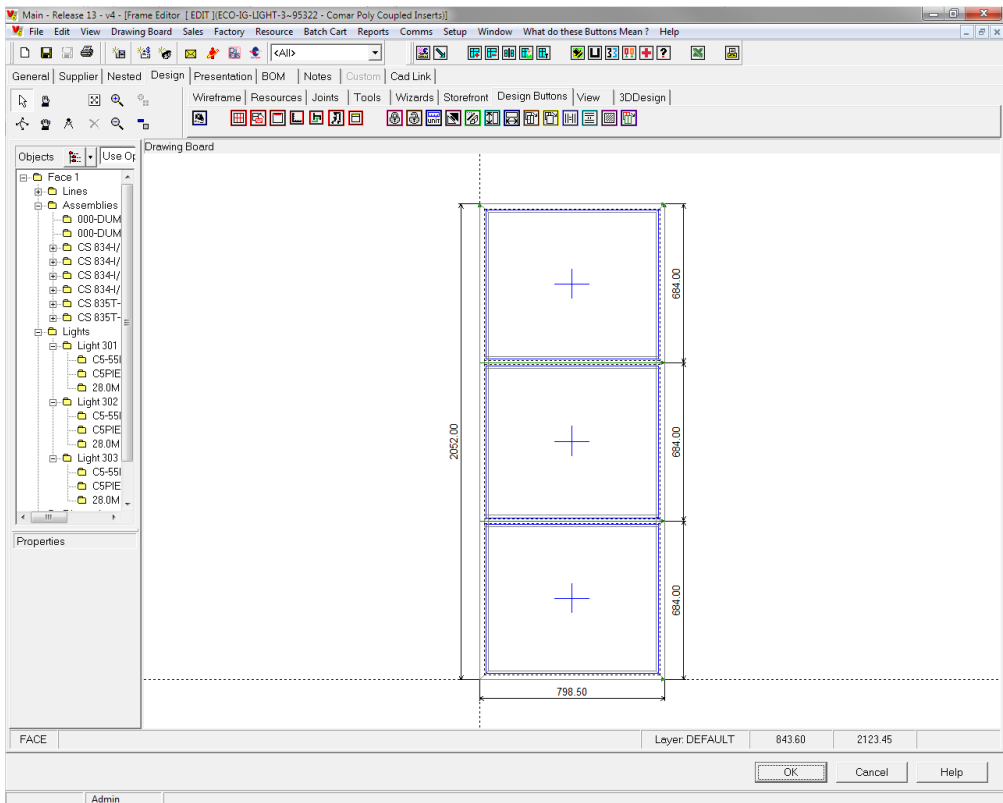 Main - Release 13 - v4 - [Frame Editor [ EDIT ](ECO-IG-LIGHT-3~95322 - Comar Poly Coupled Inserts)]
File Edit View Drawing Board Sales Factory Resource Batch Cart Reports Comms Setup Window What do these Buttons Mean ? Help
<All>
General Supplier Nested Design Presentation BOM Notes Custom Cad Link
Wireframe Resources Joints Tools Wizards Storefront Design Buttons View 3DDesign
Objects Use Op
Drawing Board
Face 1
Lines
Assemblies
000-DUM
000-DUM
CS 834-I/
CS 834-I/
CS 834-I/
CS 834-I/
CS 835T-
CS 835T-
Lights
Light 301
C5-55I
C5PIE
28.0M
Light 302
C5-55I
C5PIE
28.0M
Light 303
C5-55I
C5PIE
28.0M
Properties
684.00
2052.00
684.00
684.00
798.50
FACE Layer: DEFAULT 843.60 2123.45
OK Cancel Help
Admin